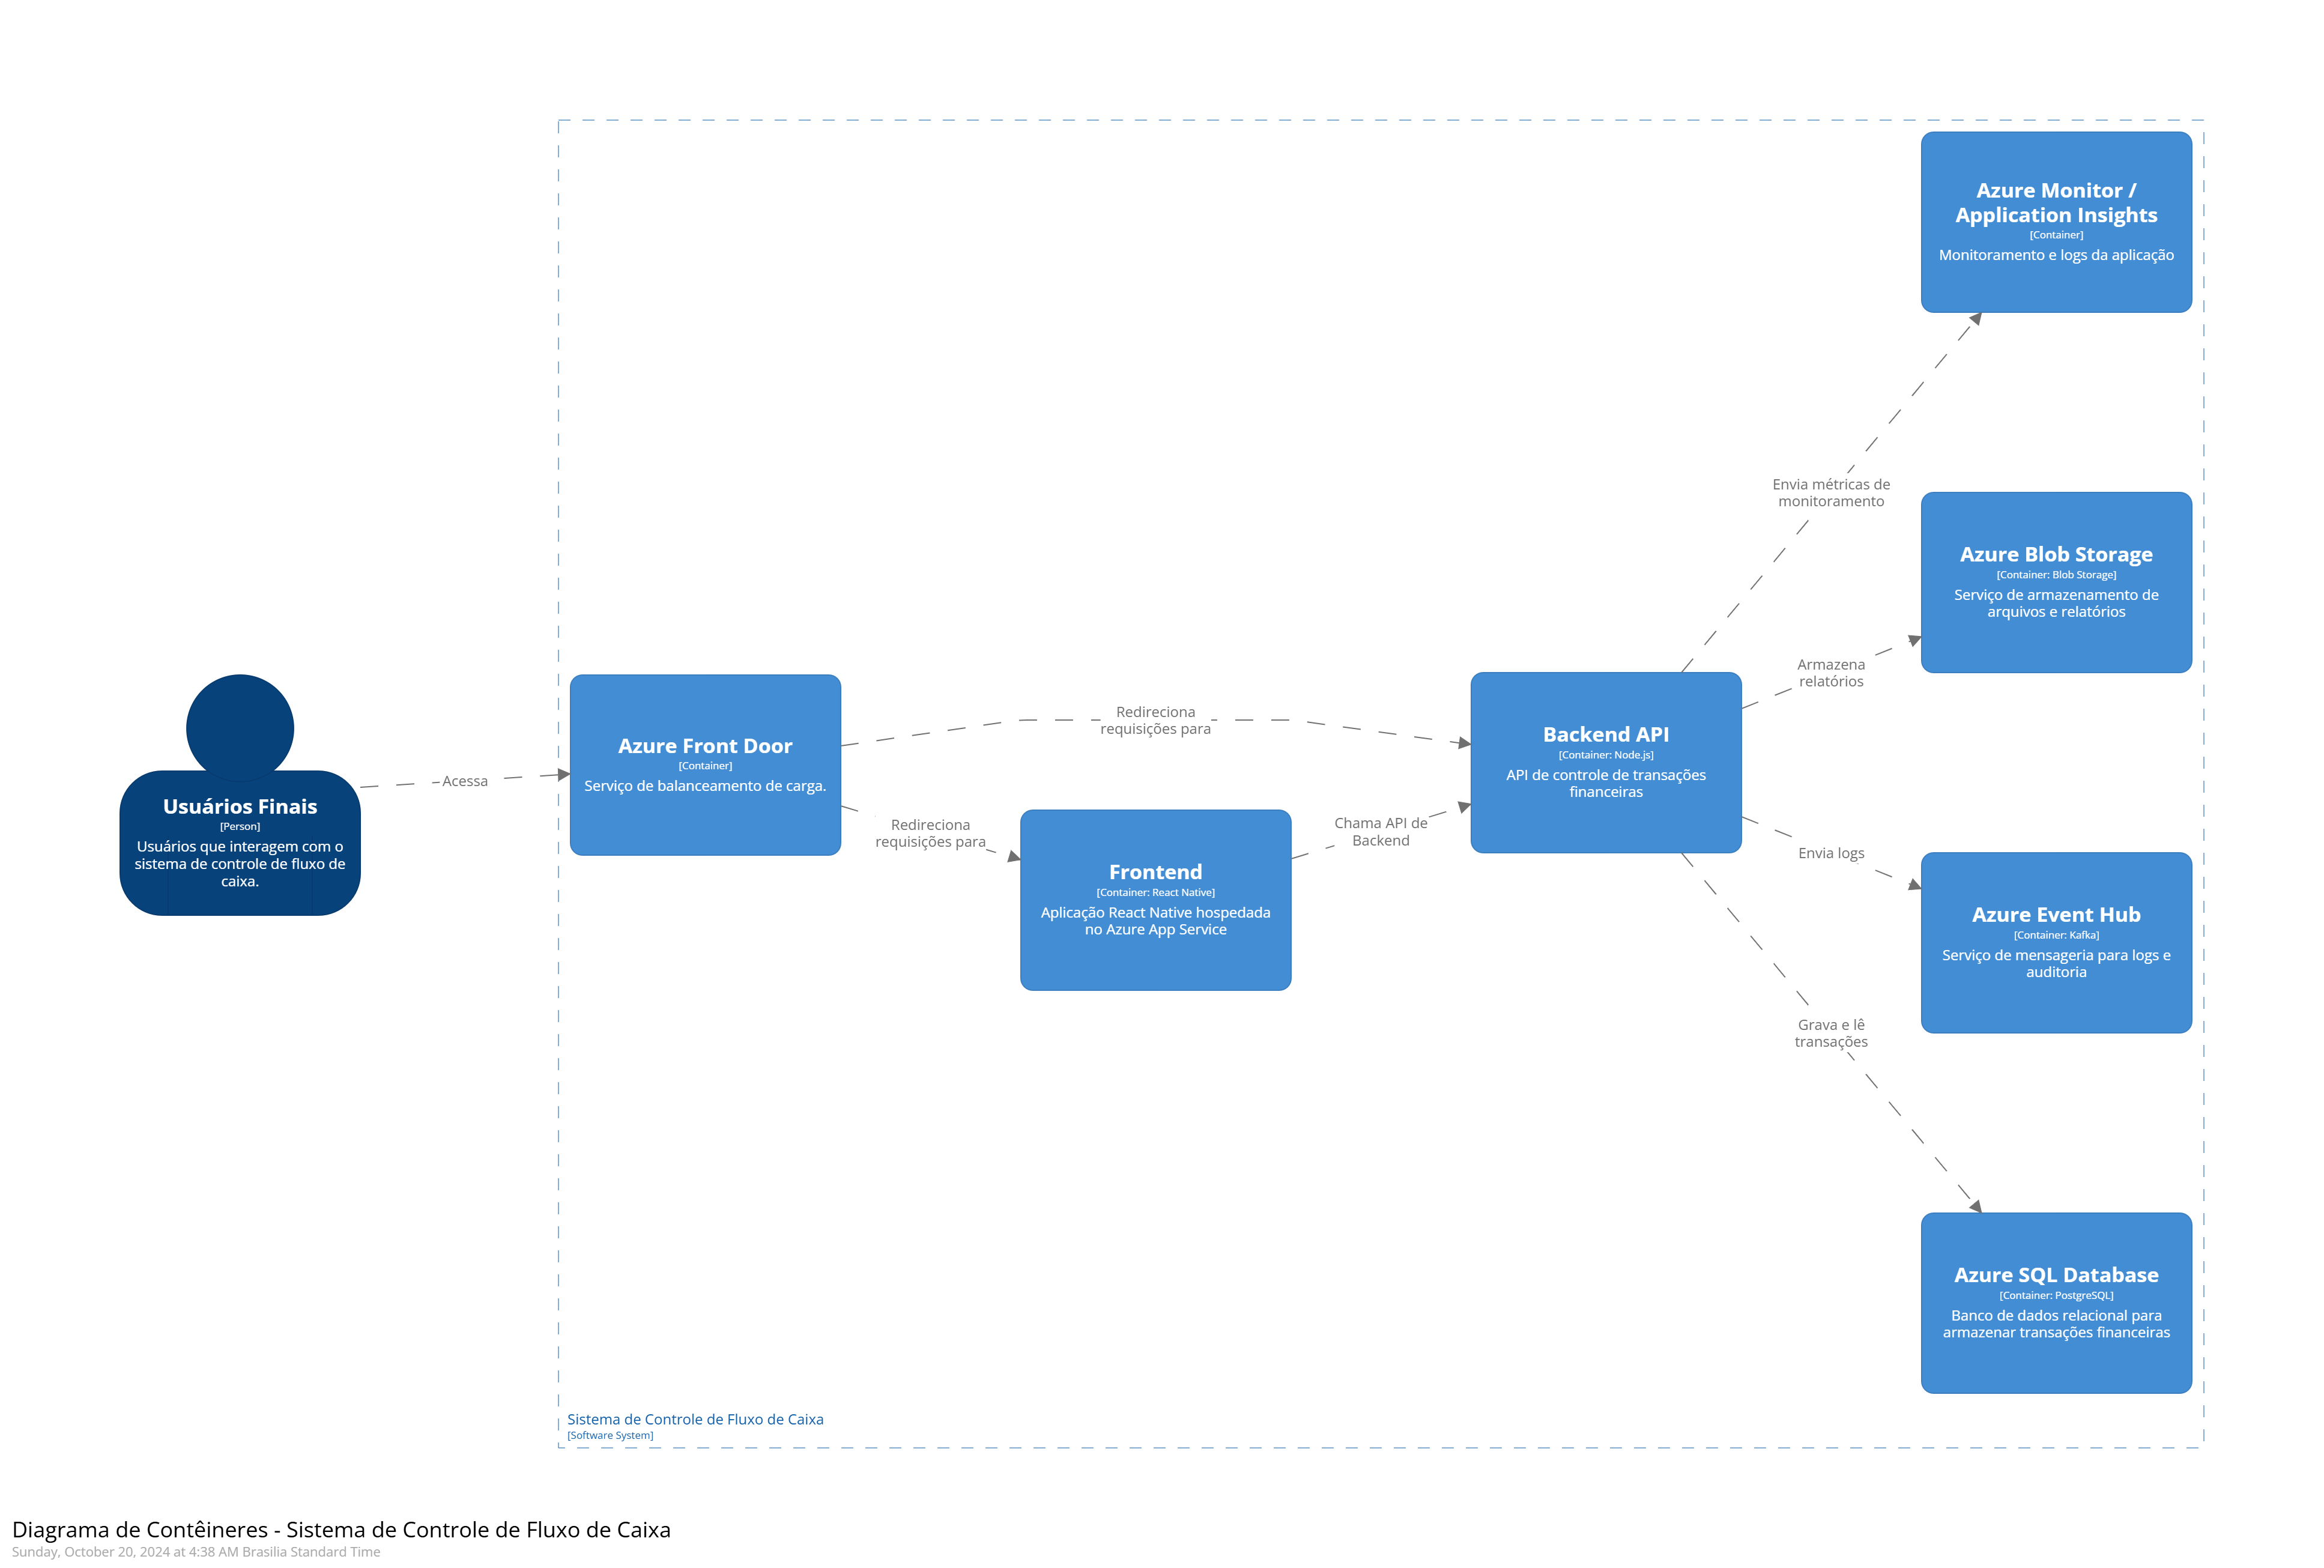 Azure Monitor /
Application Insights
[Container]
Monitoramento e logs da aplicação
Envia métricas de
monitoramento
Azure Blob Storage
[Container: Blob Storage]
Serviço de armazenamento de
arquivos e relatórios
Armazena
relatórios
Usuários Finais
[Person]
Usuários que interagem com o
sistema de controle de fluxo de
caixa.
Acessa
Azure Front Door
[Container]
Serviço de balanceamento de carga.
Redireciona
requisições para
Redireciona
requisições para
Frontend
[Container: React Native]
Aplicação React Native hospedada
no Azure App Service
Chama API de
Backend
Backend API
[Container: Node.js]
API de controle de transações
financeiras
Envia logs
Azure Event Hub
[Container: Kafka]
Serviço de mensageria para logs e
auditoria
Grava e lê
transações
Azure SQL Database
[Container: PostgreSQL]
Banco de dados relacional para
armazenar transações financeiras
Sistema de Controle de Fluxo de Caixa
[Software System]
Diagrama de Contêineres - Sistema de Controle de Fluxo de Caixa
Sunday, October 20, 2024 at 4:38 AM Brasilia Standard Time